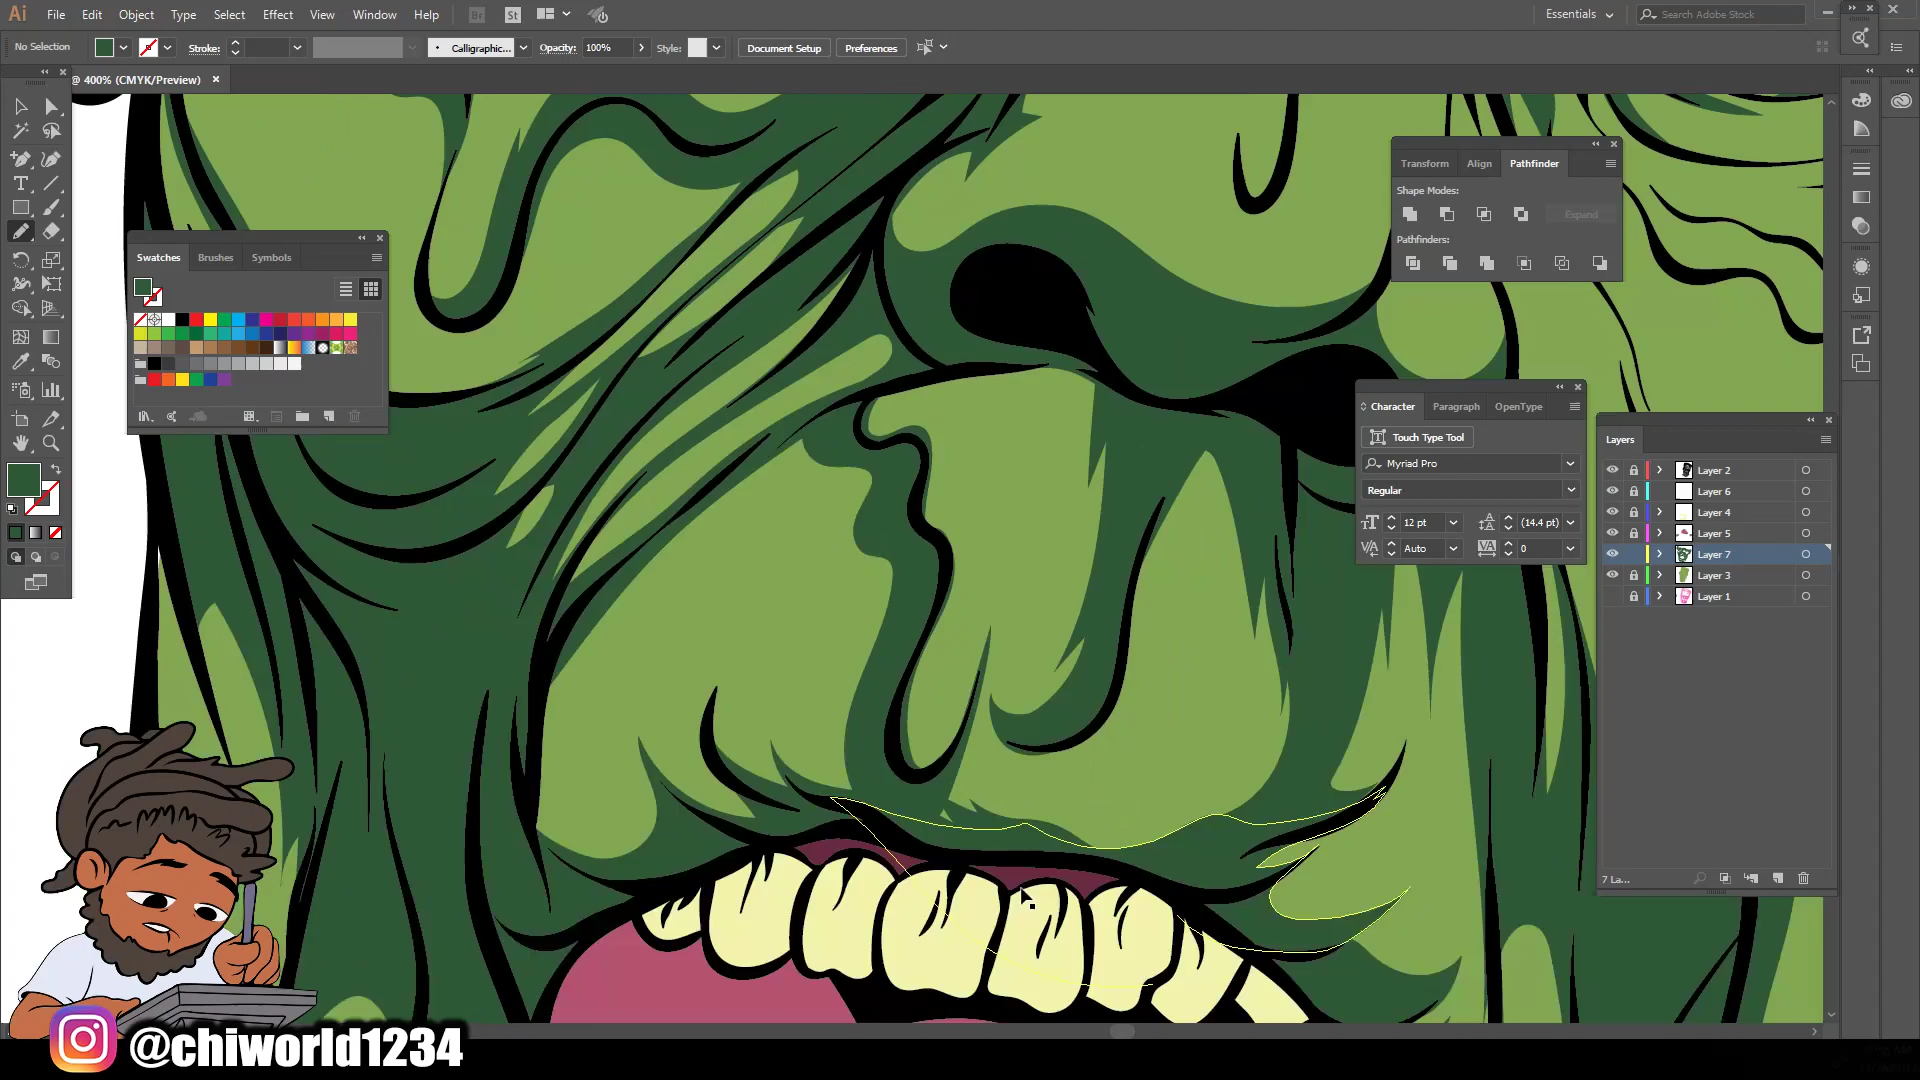 Ai File Edit Object Type Select Effect View Window Help Br St Essentials Search Adobe Stock
No Selection Stroke: Calligraphic... Opacity: 100% Style: Document Setup Preferences
@ 400% (CMYK/Preview)
Transform Align Pathfinder
Shape Modes:
Expand
Pathfinders:
Swatches Brushes Symbols
Character Paragraph OpenType
Touch Type Tool
Myriad Pro
Regular
12 pt (14.4 pt)
Auto 0
Layers
Layer 2
Layer 6
Layer 4
Layer 5
Layer 7
Layer 3
Layer 1
7 La...
@chiworld1234